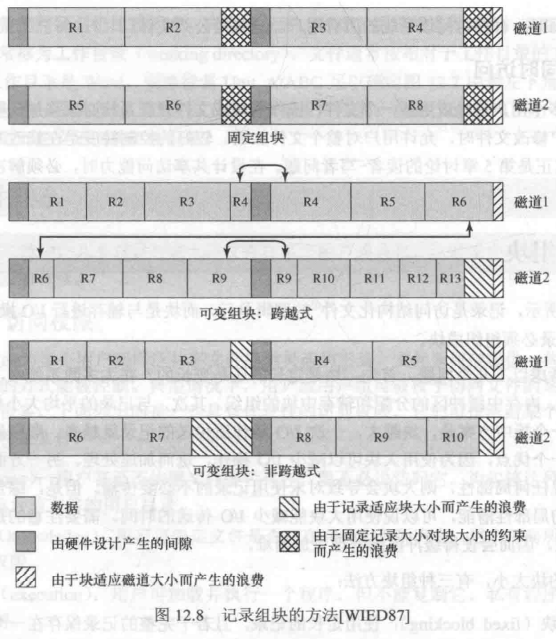 R1 R2 R3 R4 磁道1
R5 R6 R7 R8 磁道2
固定组块
R1 R2 R3 R4 R4 R5 R6 磁道1
R6 R7 R8 R9 R9 R10 R11 R12 R13 磁道2
可变组块：跨越式
R1 R2 R3 R4 R5 磁道1
R6 R7 R8 R9 R10 磁道2
可变组块：非跨越式
数据 由于记录适应块大小而产生的浪费
由硬件设计产生的间隙 由于固定记录大小对块大小的约束
而产生的浪费
由于块适应磁道大小而产生的浪费
图 12.8 记录组块的方法[WIED87]